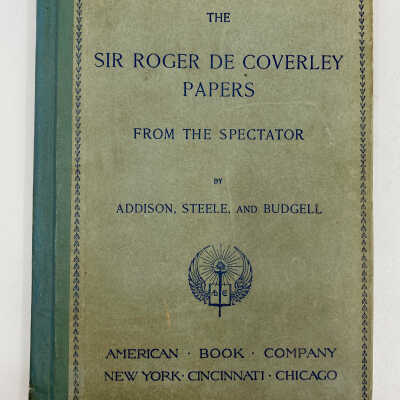 THE
SIR ROGER DE COVERLEY
PAPERS
FROM THE SPECTATOR
BY
ADDISON, STEELE, AND BUDGELL
AMERICAN · BOOK · COMPANY
NEW YORK · CINCINNATI · CHICAGO